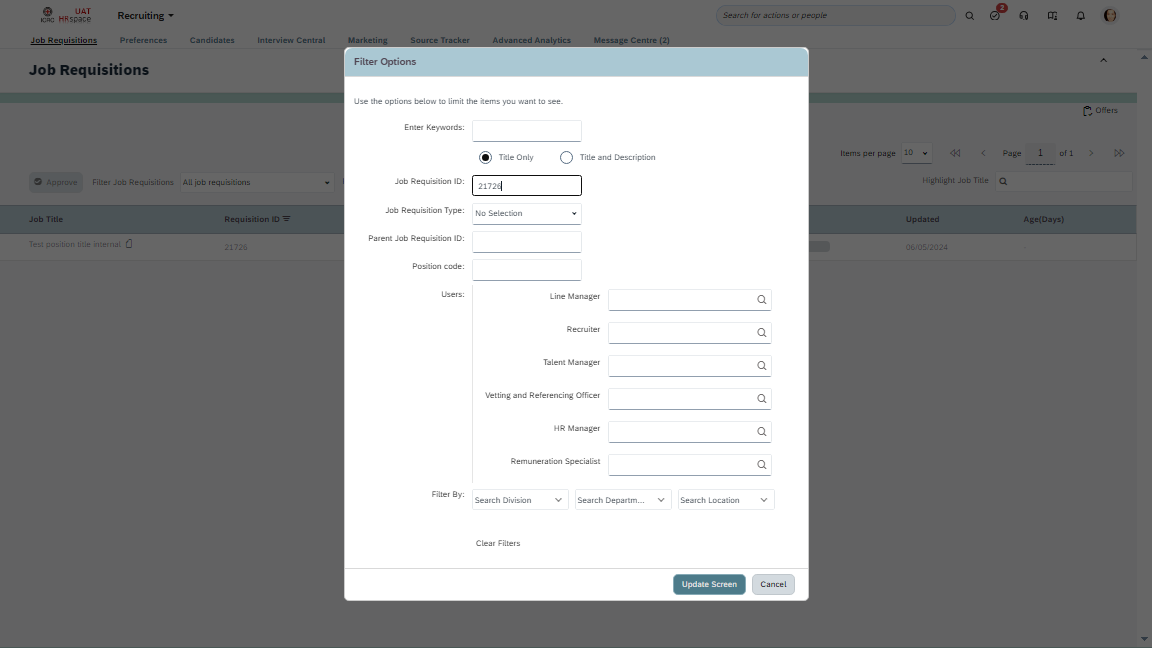 ICRC UAT HRspace Recruiting Search for actions or people 2
Job Requisitions Preferences Candidates Interview Central Marketing Source Tracker Advanced Analytics Message Centre (2)
Job Requisitions
Offers
Items per page 10 Page 1 of 1
Approve Filter Job Requisitions All job requisitions Highlight Job Title
Job Title Requisition ID Updated Age(Days)
Test position title internal 21726 06/05/2024 -
Filter Options
Use the options below to limit the items you want to see.
Enter Keywords:
Title Only Title and Description
Job Requisition ID: 21726
Job Requisition Type: No Selection
Parent Job Requisition ID:
Position code:
Users: Line Manager
Recruiter
Talent Manager
Vetting and Referencing Officer
HR Manager
Remuneration Specialist
Filter By: Search Division Search Departm... Search Location
Clear Filters
Update Screen Cancel